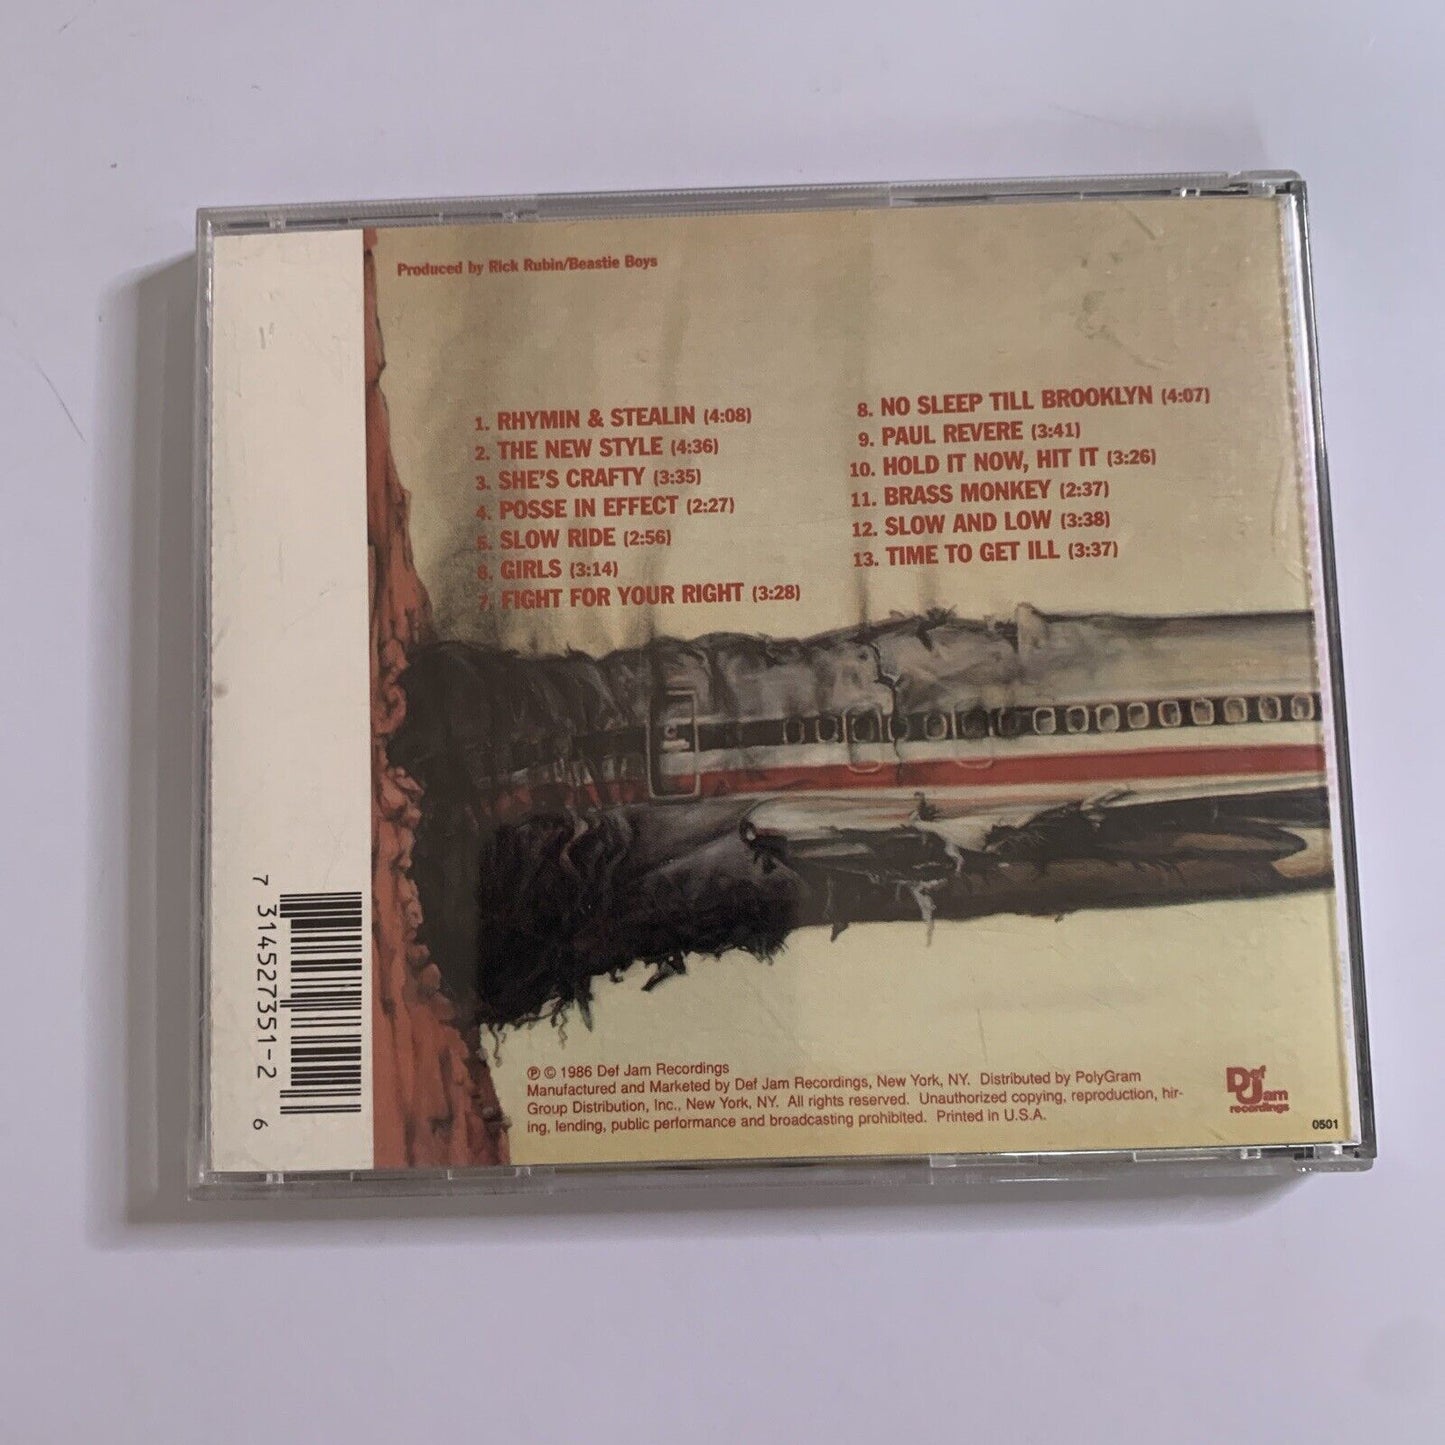 Produced by Rick Rubin/Beastie Boys
1. RHYMIN & STEALIN (4:08)
2. THE NEW STYLE (4:36)
3. SHE'S CRAFTY (3:35)
4. POSSE IN EFFECT (2:27)
5. SLOW RIDE (2:56)
6. GIRLS (3:14)
7. FIGHT FOR YOUR RIGHT (3:28)
8. NO SLEEP TILL BROOKLYN (4:07)
9. PAUL REVERE (3:41)
10. HOLD IT NOW, HIT IT (3:26)
11. BRASS MONKEY (2:37)
12. SLOW AND LOW (3:38)
13. TIME TO GET ILL (3:37)
7 31452 7351-2 6
℗ © 1986 Def Jam Recordings
Manufactured and Marketed by Def Jam Recordings, New York, NY. Distributed by PolyGram
Group Distribution, Inc., New York, NY. All rights reserved. Unauthorized copying, reproduction, hir-
ing, lending, public performance and broadcasting prohibited. Printed in U.S.A.
Def
Jam
recordings
0501